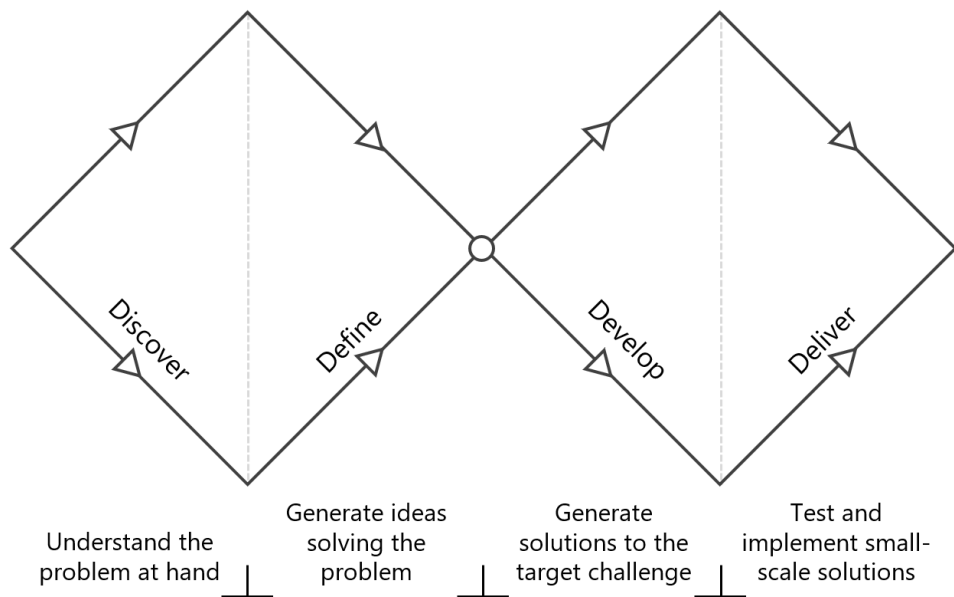 Discover
Define
Develop
Deliver
Understand the
problem at hand
Generate ideas
solving the
problem
Generate
solutions to the
target challenge
Test and
implement small-
scale solutions